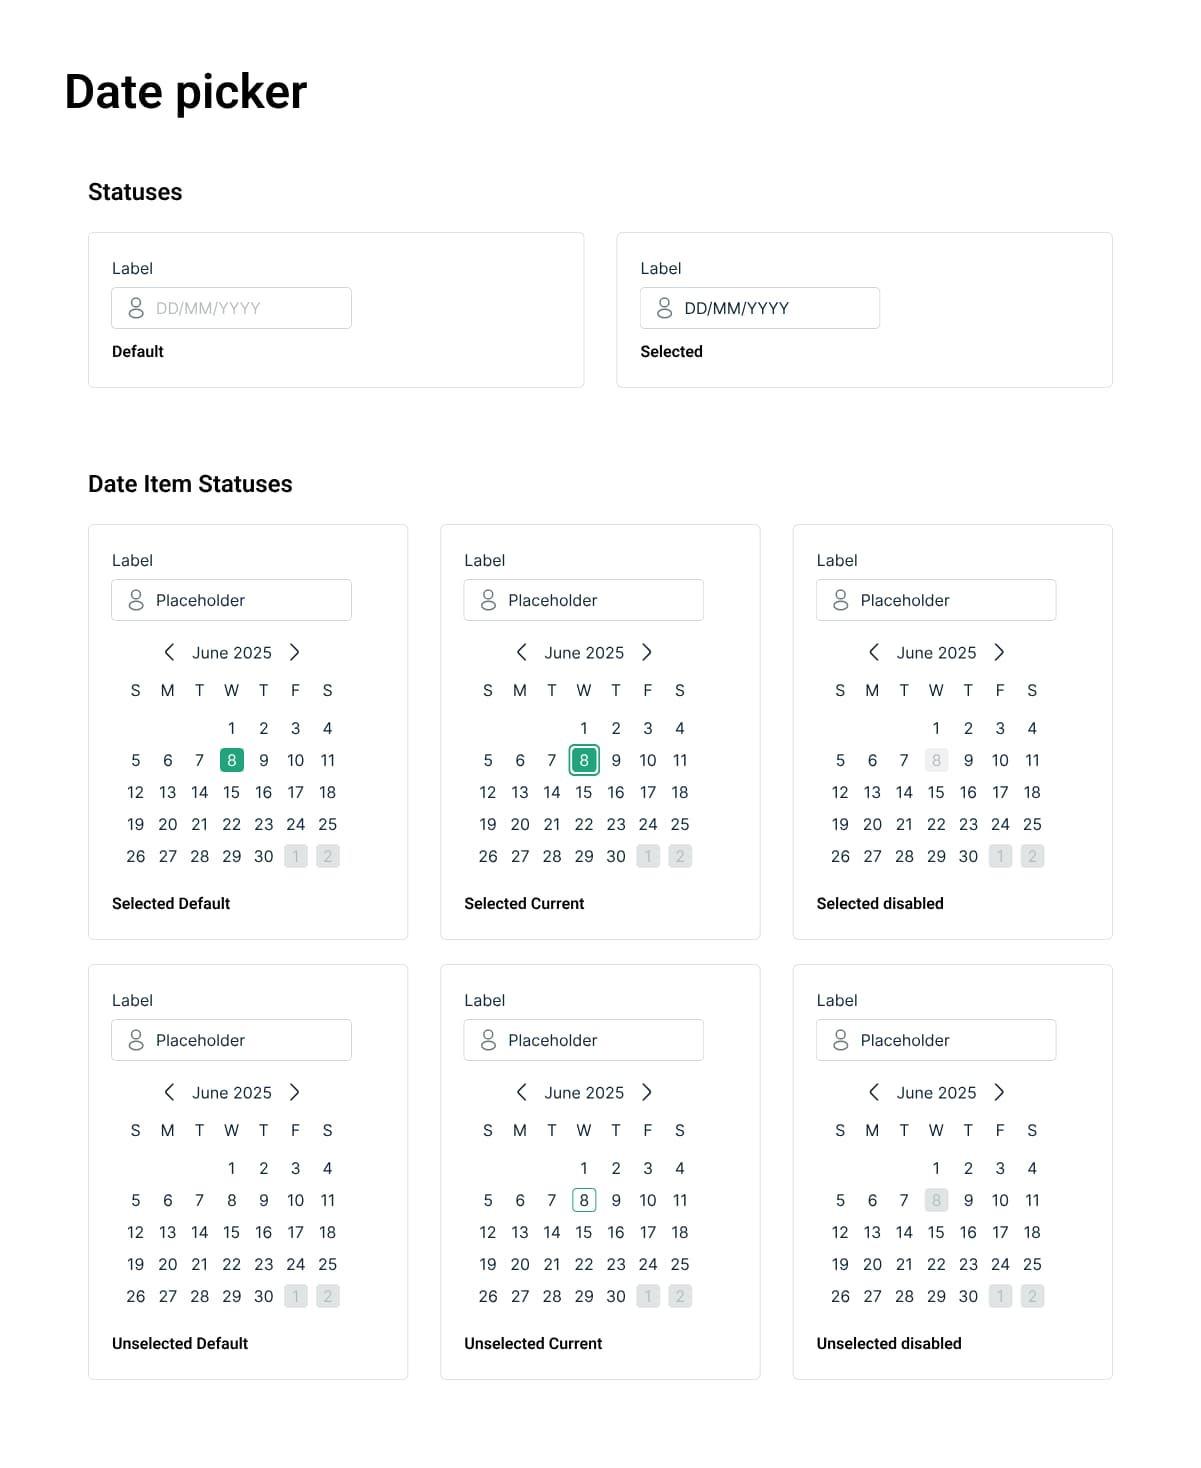 Date picker
Statuses
Label
DD/MM/YYYY
Default
Label
DD/MM/YYYY
Selected
Date Item Statuses
Label
Placeholder
June 2025
S M T W T F S
1 2 3 4
5 6 7 8 9 10 11
12 13 14 15 16 17 18
19 20 21 22 23 24 25
26 27 28 29 30 1 2
Selected Default
Label
Placeholder
June 2025
S M T W T F S
1 2 3 4
5 6 7 8 9 10 11
12 13 14 15 16 17 18
19 20 21 22 23 24 25
26 27 28 29 30 1 2
Selected Current
Label
Placeholder
June 2025
S M T W T F S
1 2 3 4
5 6 7 8 9 10 11
12 13 14 15 16 17 18
19 20 21 22 23 24 25
26 27 28 29 30 1 2
Selected disabled
Label
Placeholder
June 2025
S M T W T F S
1 2 3 4
5 6 7 8 9 10 11
12 13 14 15 16 17 18
19 20 21 22 23 24 25
26 27 28 29 30 1 2
Unselected Default
Label
Placeholder
June 2025
S M T W T F S
1 2 3 4
5 6 7 8 9 10 11
12 13 14 15 16 17 18
19 20 21 22 23 24 25
26 27 28 29 30 1 2
Unselected Current
Label
Placeholder
June 2025
S M T W T F S
1 2 3 4
5 6 7 8 9 10 11
12 13 14 15 16 17 18
19 20 21 22 23 24 25
26 27 28 29 30 1 2
Unselected disabled